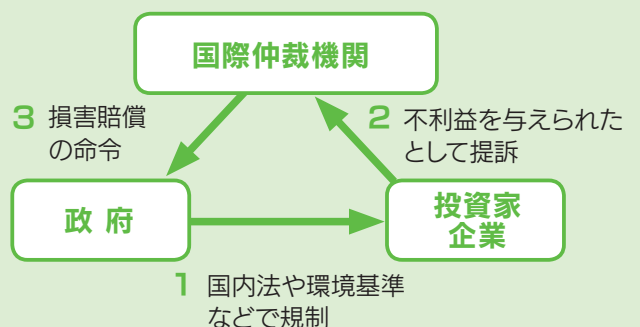 国際仲裁機関
3 損害賠償
の命令
2 不利益を与えられた
として提訴
政 府
投資家
企業
1 国内法や環境基準
などで規制